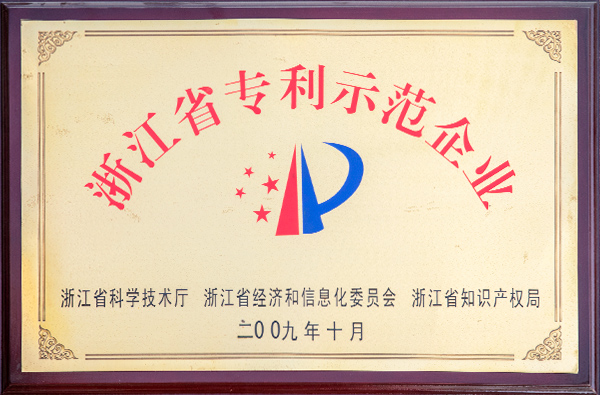 浙江省专利示范企业
浙江省科学技术厅 浙江省经济和信息化委员会 浙江省知识产权局
二〇〇九年十月